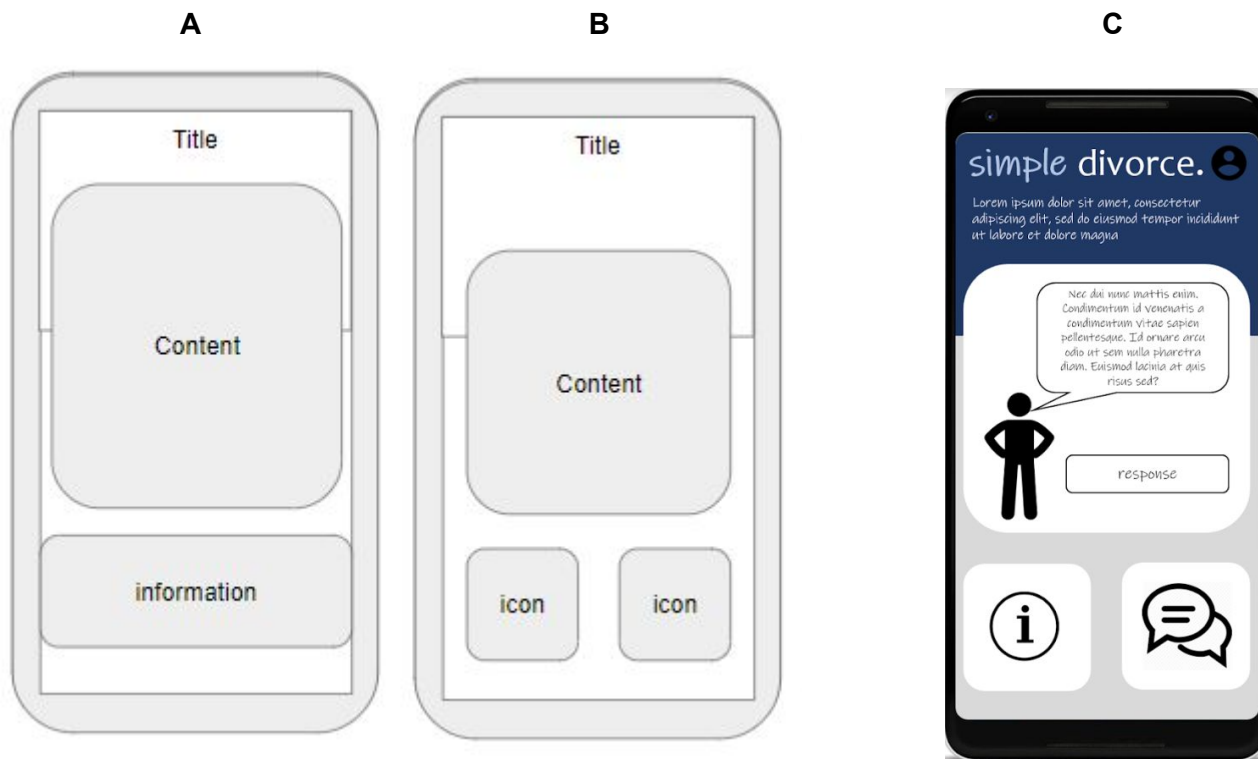 A
B
C
Title
Content
information
Title
Content
icon
icon
simple divorce.
Lorem ipsum dolor sit amet, consectetur
adipiscing elit, sed do eiusmod tempor incididunt
ut labore et dolore magna
Nec dui nunc mattis enim.
Condimentum id venenatis a
condimentum vitae sapien
pellentesque. Id ornare arcu
odio ut sem nulla pharetra
diam. Euismod lacinia at quis
risus sed?
response
i